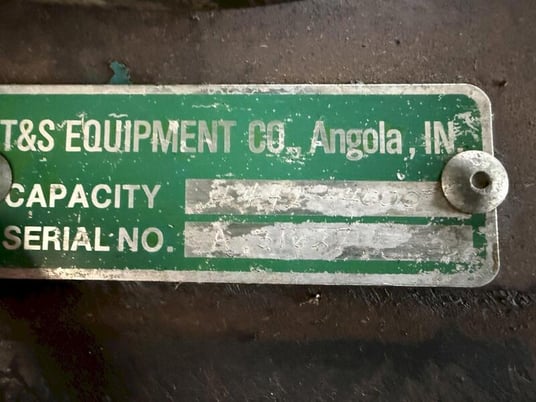 T&S EQUIPMENT CO., Angola, IN.
CAPACITY
SERIAL NO.